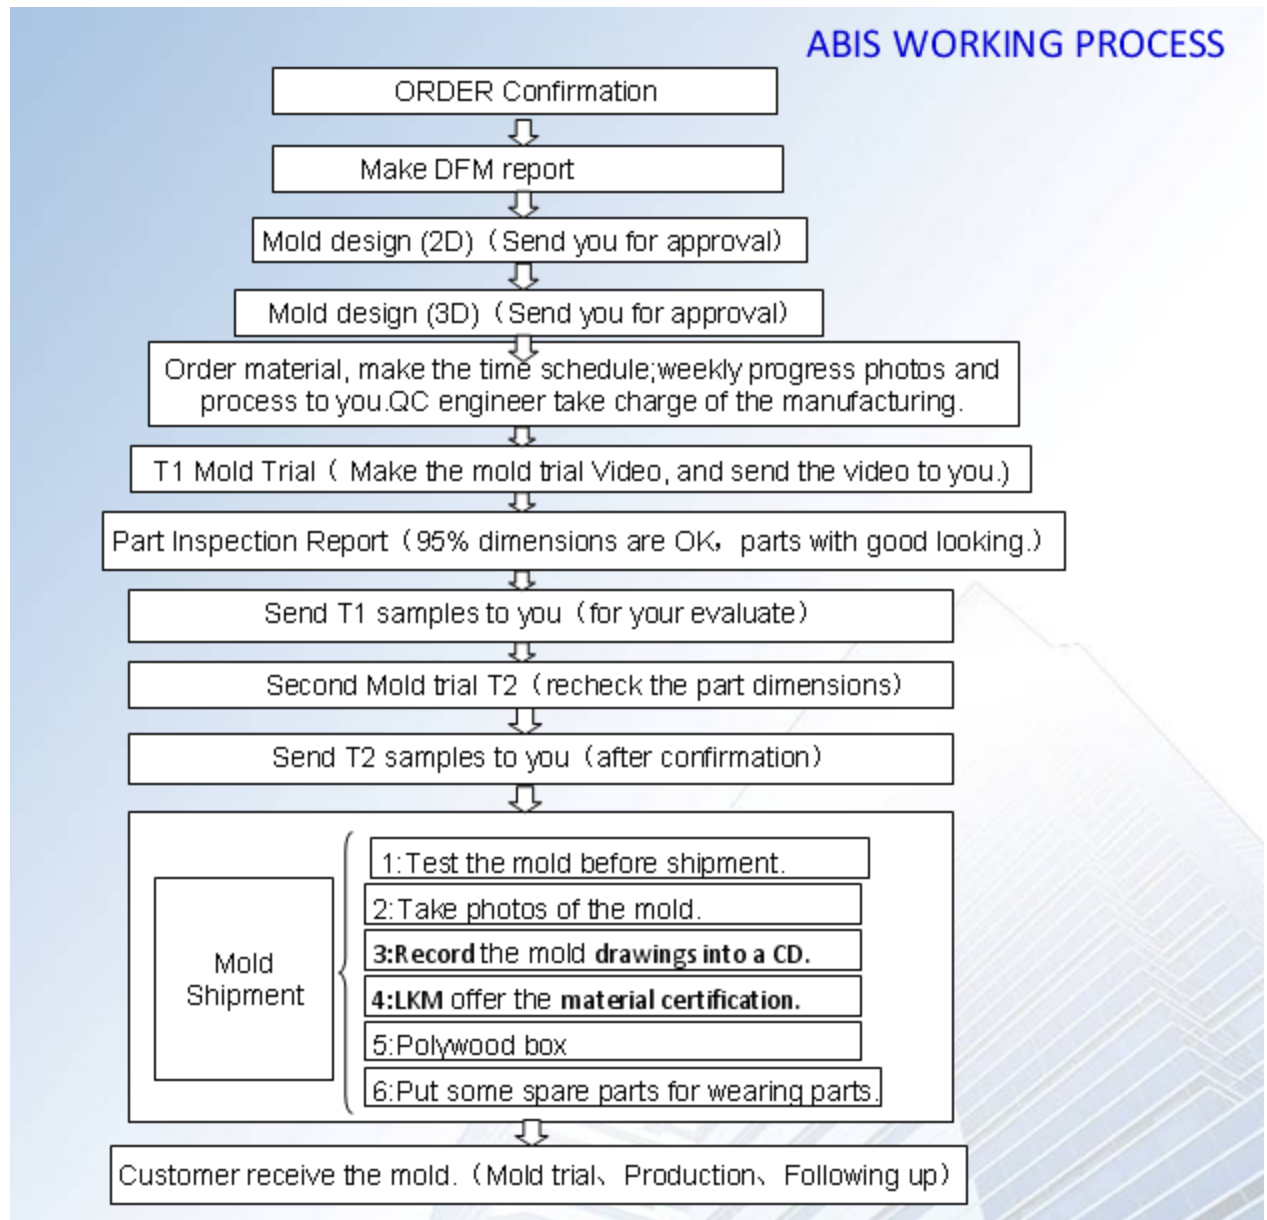 ABIS WORKING PROCESS
ORDER Confirmation
Make DFM report
Mold design (2D)（Send you for approval）
Mold design (3D)（Send you for approval）
Order material, make the time schedule;weekly progress photos and
process to you.QC engineer take charge of the manufacturing.
T1 Mold Trial（ Make the mold trial Video, and send the video to you.)
Part Inspection Report（95% dimensions are OK，parts with good looking.）
Send T1 samples to you（for your evaluate）
Second Mold trial T2（recheck the part dimensions）
Send T2 samples to you（after confirmation）
Mold
Shipment
1:Test the mold before shipment.
2:Take photos of the mold.
3:Record the mold drawings into a CD.
4:LKM offer the material certification.
5:Polywood box
6:Put some spare parts for wearing parts.
Customer receive the mold.（Mold trial、Production、Following up）